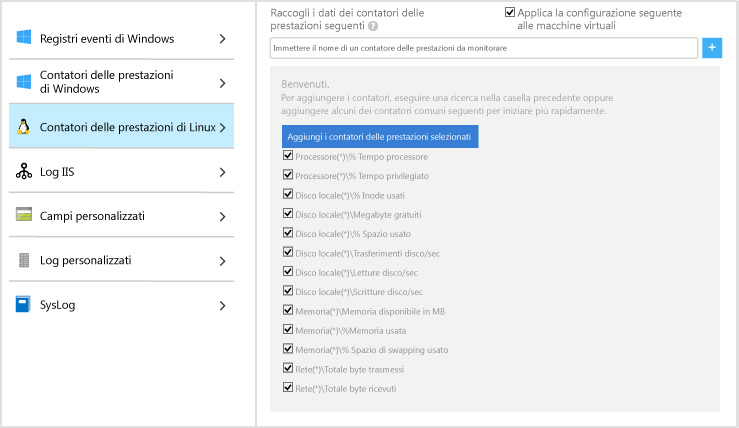 Registri eventi di Windows
Contatori delle prestazioni
di Windows
Contatori delle prestazioni di Linux
Log IIS
Campi personalizzati
Log personalizzati
SysLog
Raccogli i dati dei contatori delle
prestazioni seguenti ?
Applica la configurazione seguente
alle macchine virtuali
Immettere il nome di un contatore delle prestazioni da monitorare
+
Benvenuti.
Per aggiungere i contatori, eseguire una ricerca nella casella precedente oppure
aggiungere alcuni dei contatori comuni seguenti per iniziare più rapidamente.
Aggiungi i contatori delle prestazioni selezionati
Processore(*)\% Tempo processore
Processore(*)\% Tempo privilegiato
Disco locale(*)\% Inode usati
Disco locale(*)\Megabyte gratuiti
Disco locale(*)\% Spazio usato
Disco locale(*)\Trasferimenti disco/sec
Disco locale(*)\Letture disco/sec
Disco locale(*)\Scritture disco/sec
Memoria(*)\Memoria disponibile in MB
Memoria(*)\%Memoria usata
Memoria(*)\% Spazio di swapping usato
Rete(*)\Totale byte trasmessi
Rete(*)\Totale byte ricevuti